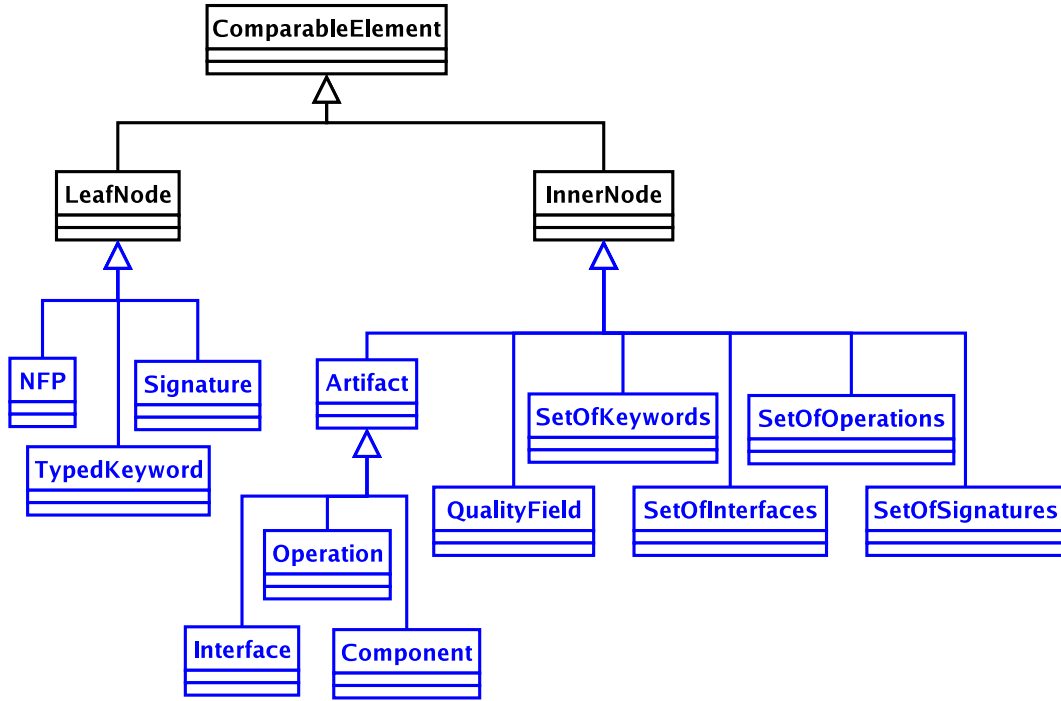 ComparableElement
LeafNode
InnerNode
NFP
Signature
Artifact
SetOfKeywords
SetOfOperations
TypedKeyword
QualityField
SetOfInterfaces
SetOfSignatures
Operation
Interface
Component